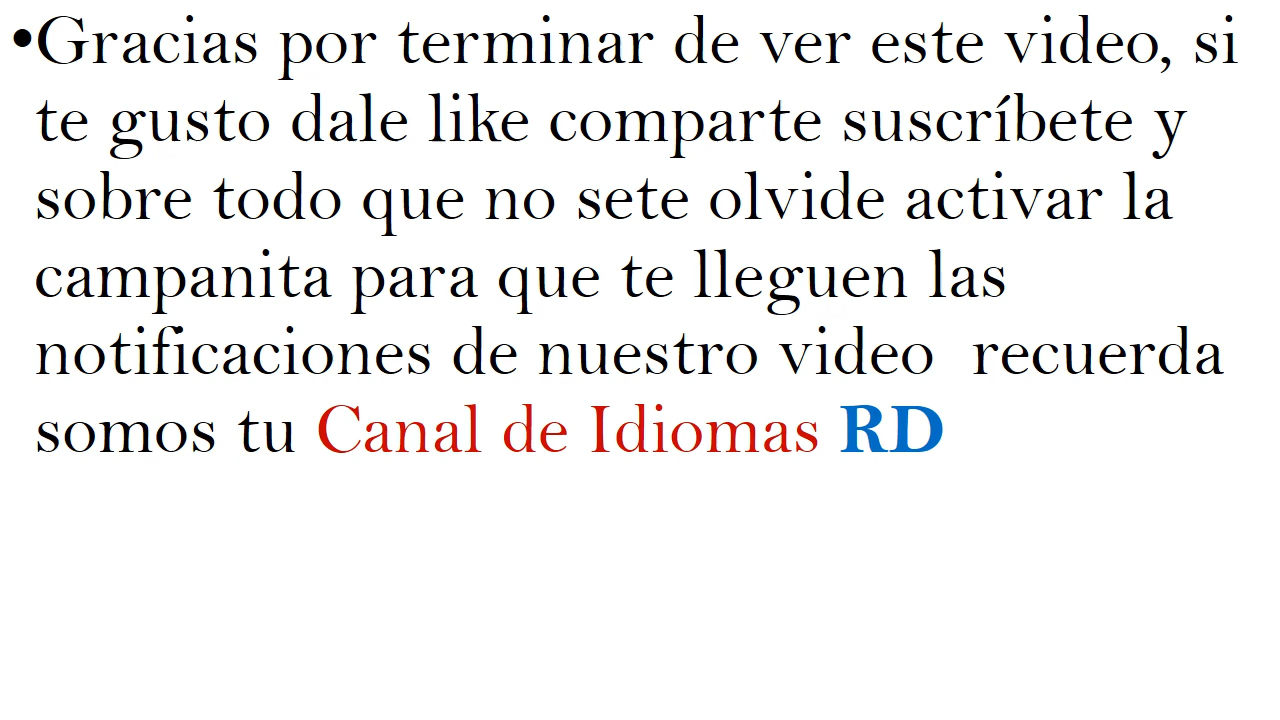 •Gracias por terminar de ver este video, si
te gusto dale like comparte suscríbete y
sobre todo que no sete olvide activar la
campanita para que te lleguen las
notificaciones de nuestro video  recuerda
somos tu Canal de Idiomas RD